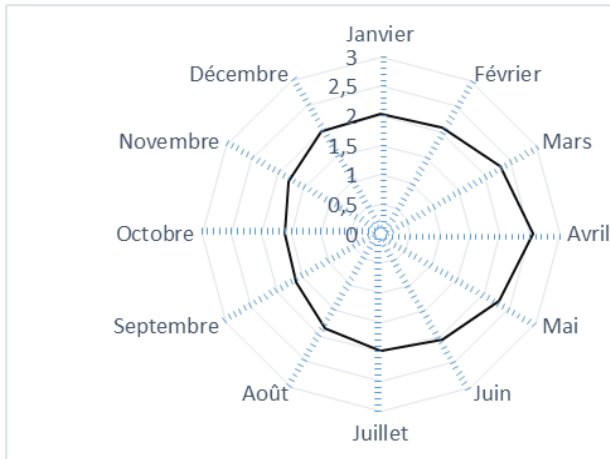 Janvier
Février
Mars
Avril
Mai
Juin
Juillet
Août
Septembre
Octobre
Novembre
Décembre
3
2,5
2
1,5
1
0,5
0